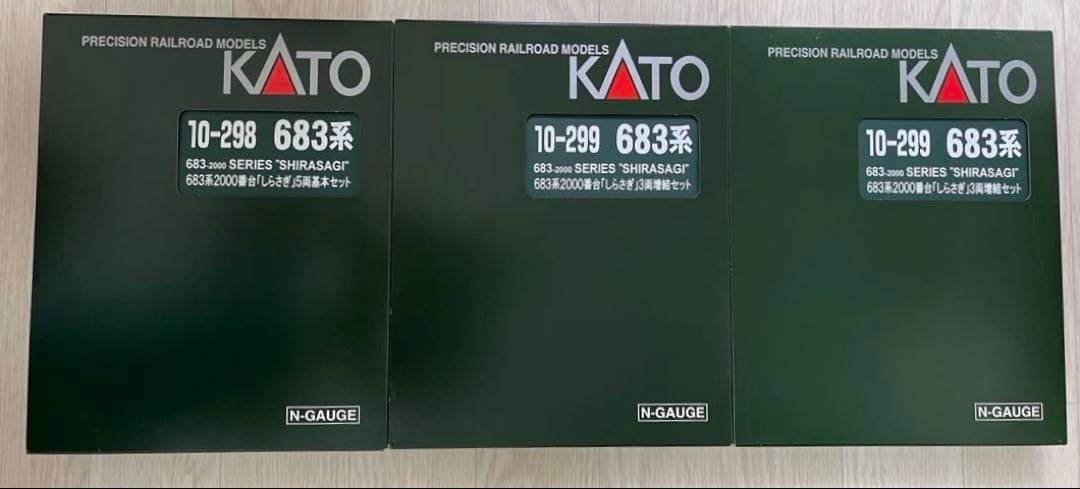 PRECISION RAILROAD MODELS
KATO
10-298 683系
683-2000 SERIES "SHIRASAGI"
683系2000番台「しらさぎ」5両基本セット
N-GAUGE
PRECISION RAILROAD MODELS
KATO
10-299 683系
683-2000 SERIES "SHIRASAGI"
683系2000番台「しらさぎ」3両増結セット
N-GAUGE
PRECISION RAILROAD MODELS
KATO
10-299 683系
683-2000 SERIES "SHIRASAGI"
683系2000番台「しらさぎ」3両増結セット
N-GAUGE